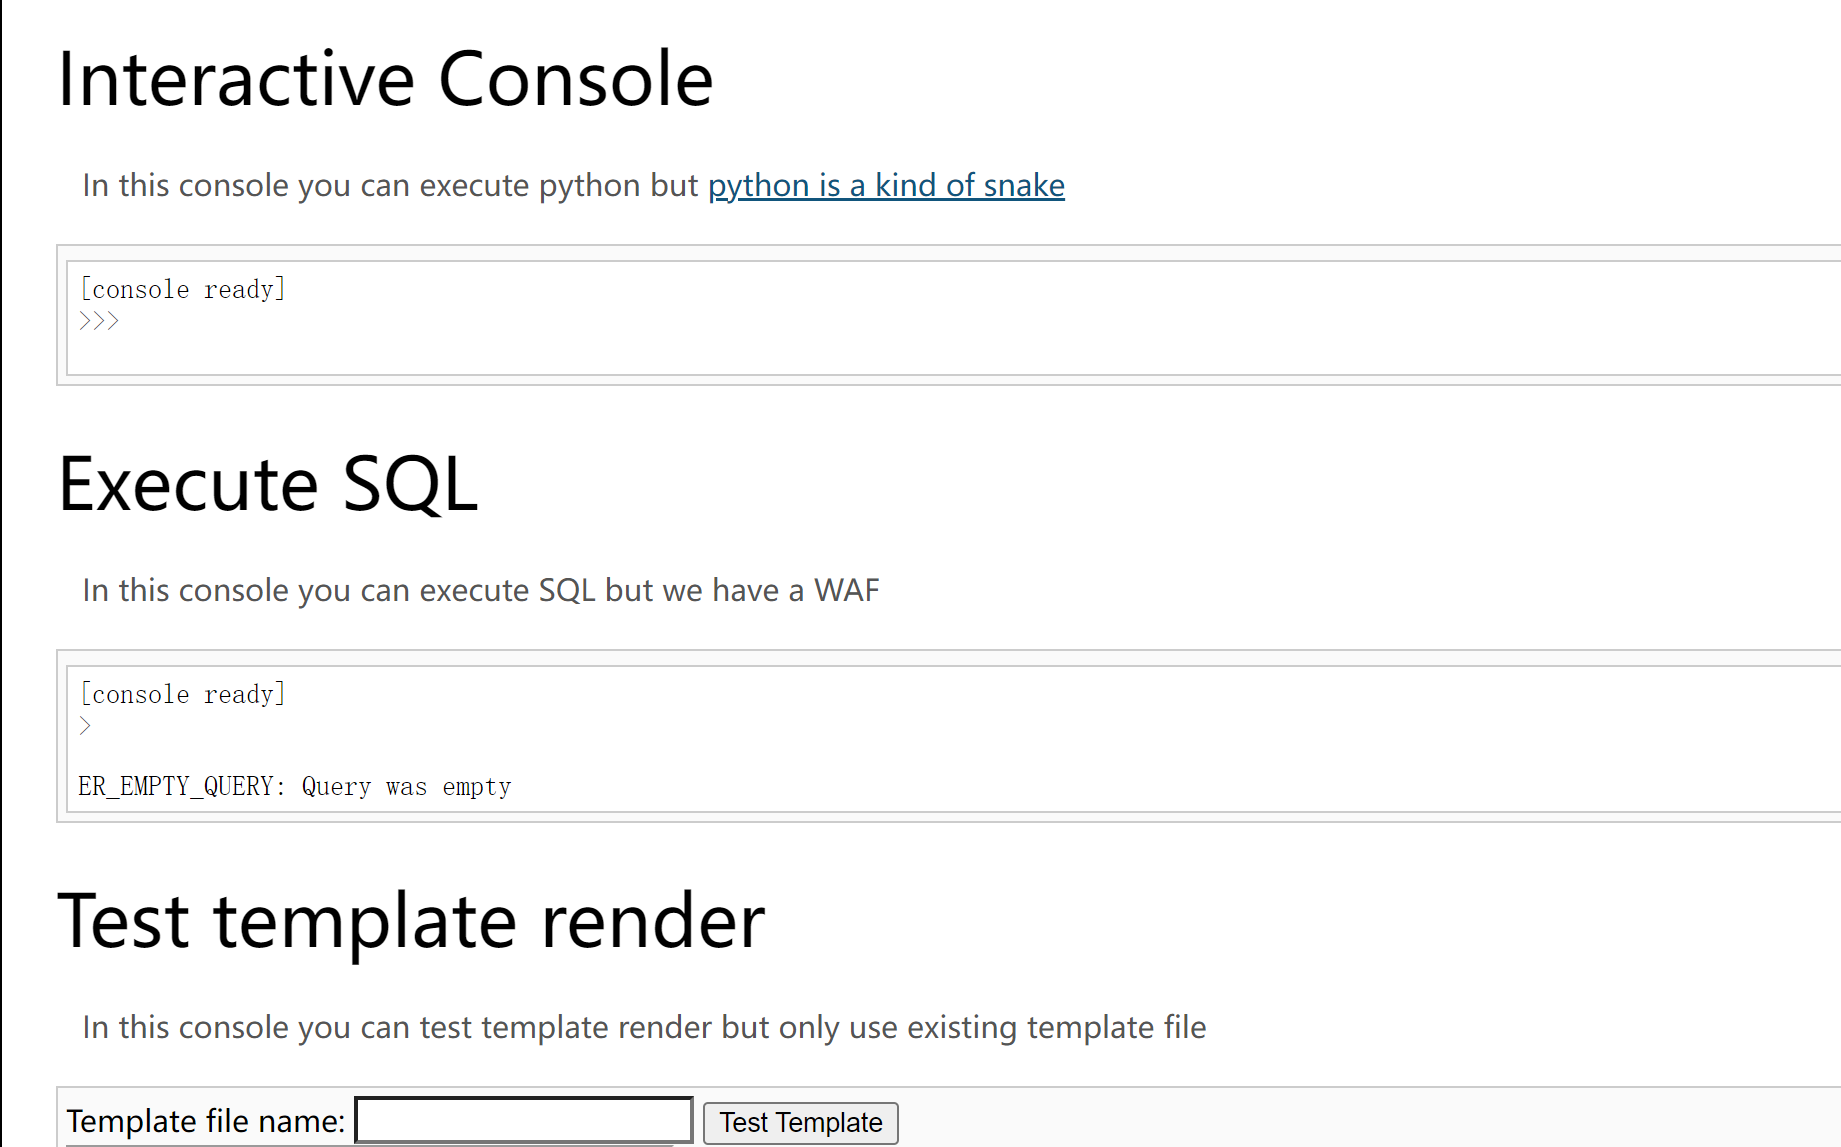 Interactive Console
In this console you can execute python but python is a kind of snake
[console ready]
>>>
Execute SQL
In this console you can execute SQL but we have a WAF
[console ready]
>
ER_EMPTY_QUERY: Query was empty
Test template render
In this console you can test template render but only use existing template file
Template file name: Test Template